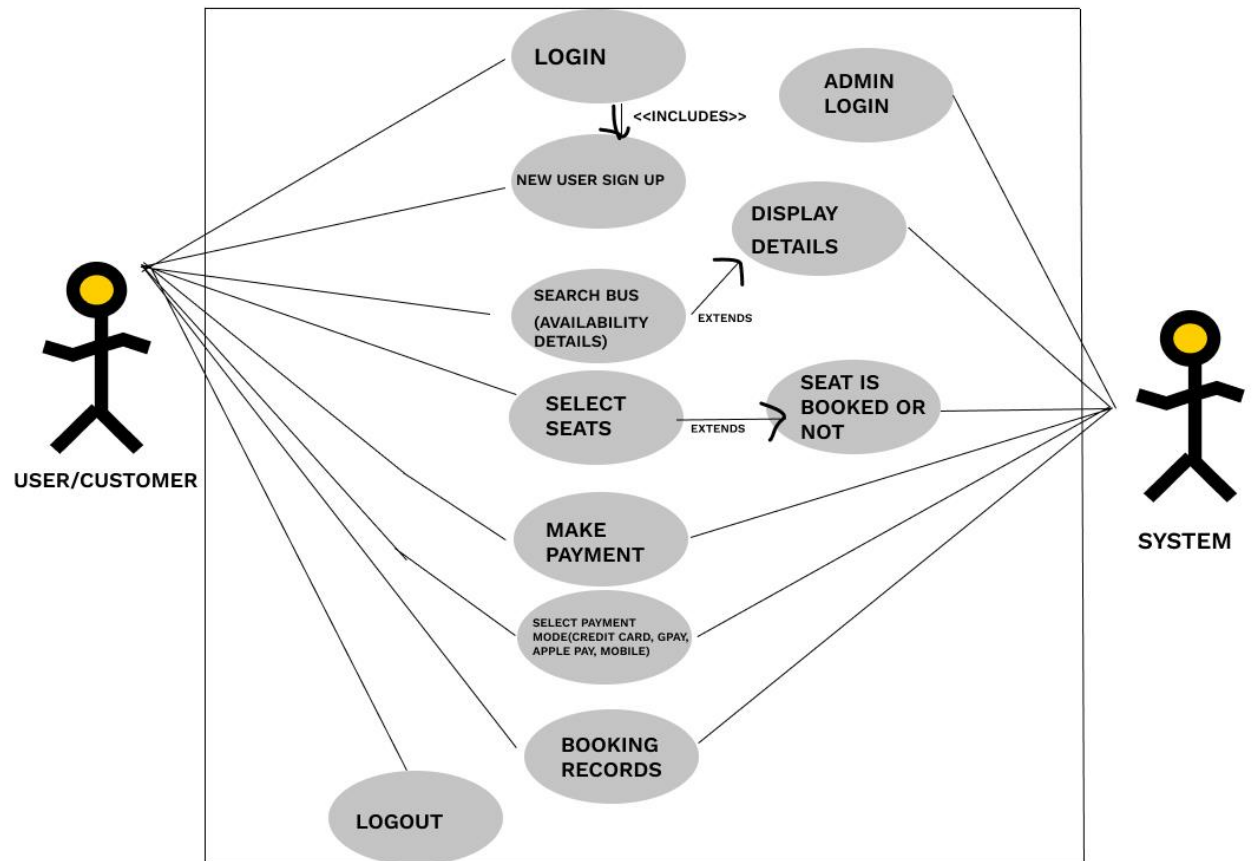 LOGIN
ADMIN
LOGIN
<<INCLUDES>>
NEW USER SIGN UP
DISPLAY
DETAILS
SEARCH BUS
(AVAILABILITY
DETAILS)
EXTENDS
SELECT
SEATS
EXTENDS
SEAT IS
BOOKED OR
NOT
USER/CUSTOMER
MAKE
PAYMENT
SYSTEM
SELECT PAYMENT
MODE(CREDIT CARD, GPAY,
APPLE PAY, MOBILE)
BOOKING
RECORDS
LOGOUT